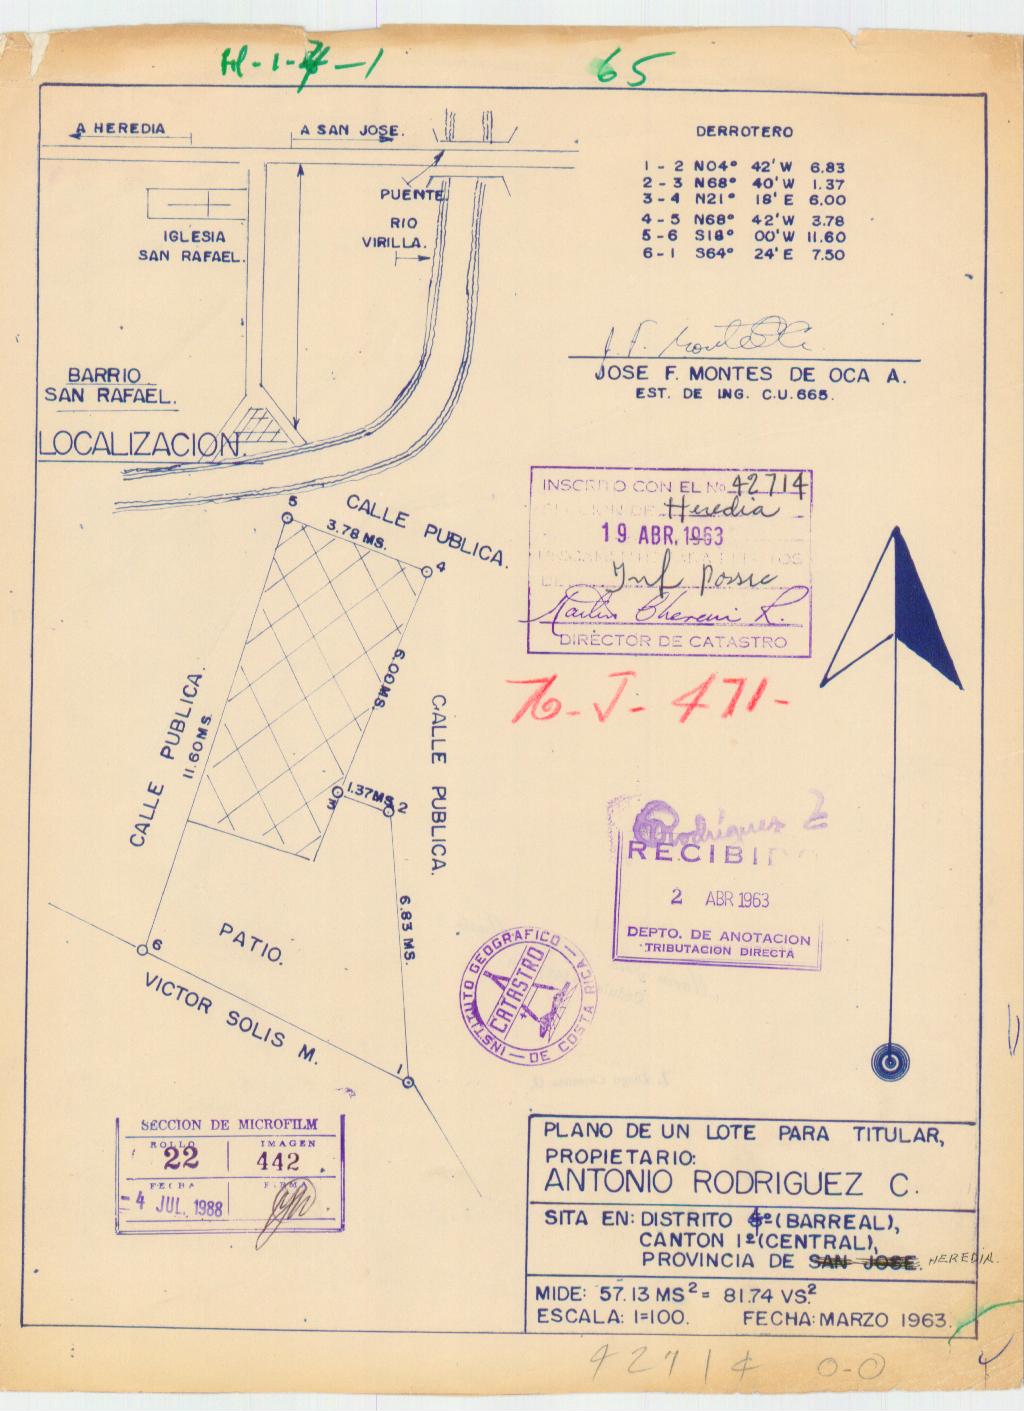 H-1-4-1
65
A HEREDIA
A SAN JOSE.
PUENTE.
RIO
VIRILLA.
IGLESIA
SAN RAFAEL.
BARRIO
SAN RAFAEL.
LOCALIZACION.
DERROTERO
1 - 2 N04° 42' W 6.83
2 - 3 N68° 40' W 1.37
3 - 4 N21° 18' E 6.00
4 - 5 N68° 42' W 3.78
5 - 6 S18° 00' W 11.60
6 - 1 S64° 24' E 7.50
JOSE F. MONTES DE OCA A.
EST. DE ING. C.U. 665.
INSCRITO CON EL No 42714
Heredia
19 ABR. 1963
Inf posse
DIRECTOR DE CATASTRO
76-J-471-
5
CALLE PUBLICA.
3.78 MS.
4
6.00 MS.
CALLE PUBLICA.
11.60 MS.
CALLE PUBLICA.
1.37 MS.
2
3
6.83 MS.
PATIO.
6
VICTOR SOLIS M.
1
Rodríguez
RECIBI
2 ABR 1963
DEPTO. DE ANOTACION
TRIBUTACION DIRECTA
INSTITUTO GEOGRAFICO — DE COSTA RICA —
CATASTRO
SECCION DE MICROFILM
ROLLO IMAGEN
22 442
FECHA FIRMA
-4 JUL. 1988
PLANO DE UN LOTE PARA TITULAR,
PROPIETARIO:
ANTONIO RODRIGUEZ C.
SITA EN: DISTRITO 4º (BARREAL),
CANTON 1º (CENTRAL),
PROVINCIA DE SAN JOSE. HEREDIA.
MIDE: 57.13 MS² = 81.74 VS²
ESCALA: 1=100. FECHA: MARZO 1963.
42714 0-0